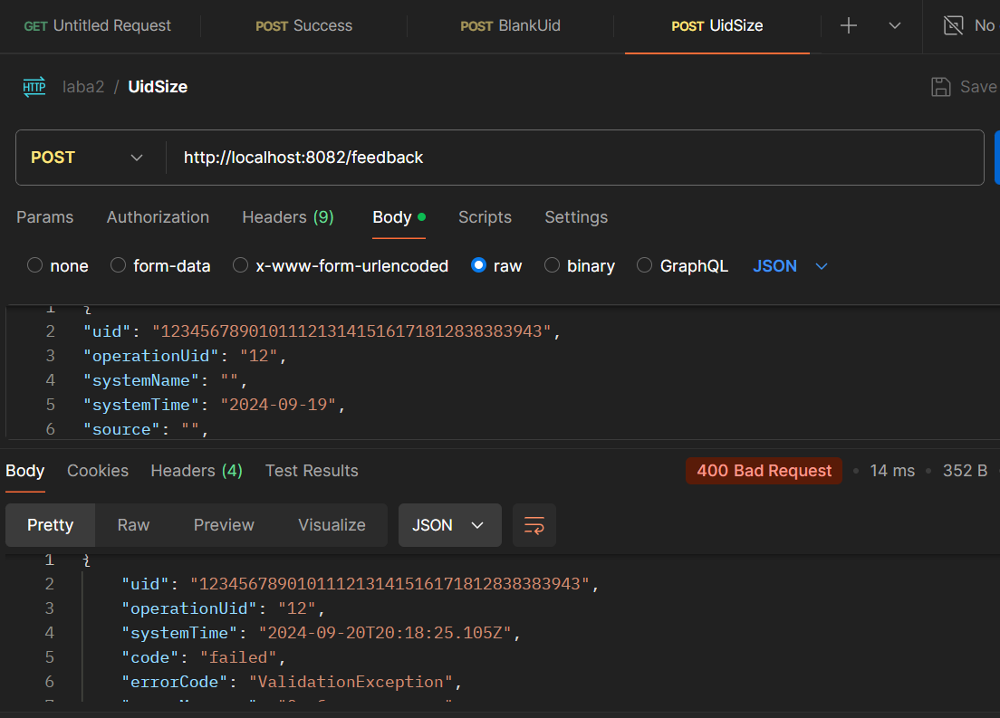 GET Untitled Request POST Success POST BlankUid POST UidSize No
HTTP laba2 / UidSize Save
POST http://localhost:8082/feedback
Params Authorization Headers (9) Body Scripts Settings
none form-data x-www-form-urlencoded raw binary GraphQL JSON
1 {
2 "uid": "1234567890101112131415161718128383839​43",
3 "operationUid": "12",
4 "systemName": "",
5 "systemTime": "2024-09-19",
6 "source": "",
Body Cookies Headers (4) Test Results 400 Bad Request 14 ms 352 B
Pretty Raw Preview Visualize JSON
1 {
2 "uid": "123456789010111213141516171812838383943",
3 "operationUid": "12",
4 "systemTime": "2024-09-20T20:18:25.105Z",
5 "code": "failed",
6 "errorCode": "ValidationException",